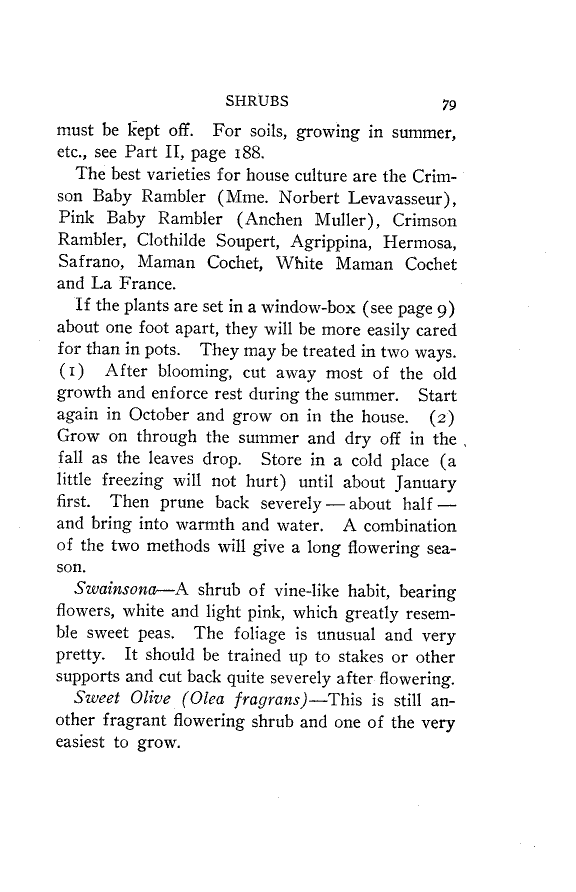 SHRUBS 79
must be kept off. For soils, growing in summer,
etc., see Part II, page 188.
The best varieties for house culture are the Crim-
son Baby Rambler (Mme. Norbert Levavasseur),
Pink Baby Rambler (Anchen Muller), Crimson
Rambler, Clothilde Soupert, Agrippina, Hermosa,
Safrano, Maman Cochet, White Maman Cochet
and La France.
If the plants are set in a window-box (see page 9)
about one foot apart, they will be more easily cared
for than in pots. They may be treated in two ways.
(1) After blooming, cut away most of the old
growth and enforce rest during the summer. Start
again in October and grow on in the house. (2)
Grow on through the summer and dry off in the
fall as the leaves drop. Store in a cold place (a
little freezing will not hurt) until about January
first. Then prune back severely — about half —
and bring into warmth and water. A combination
of the two methods will give a long flowering sea-
son.
Swainsona—A shrub of vine-like habit, bearing
flowers, white and light pink, which greatly resem-
ble sweet peas. The foliage is unusual and very
pretty. It should be trained up to stakes or other
supports and cut back quite severely after flowering.
Sweet Olive (Olea fragrans)—This is still an-
other fragrant flowering shrub and one of the very
easiest to grow.